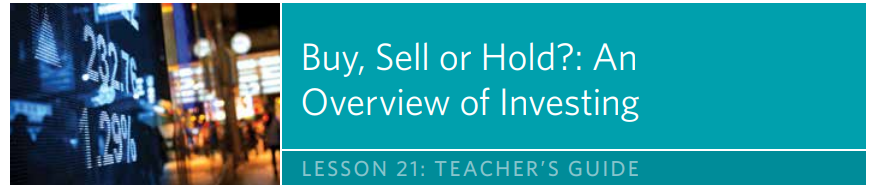 232.76
1.29%
Buy, Sell or Hold?: An
Overview of Investing
LESSON 21: TEACHER'S GUIDE